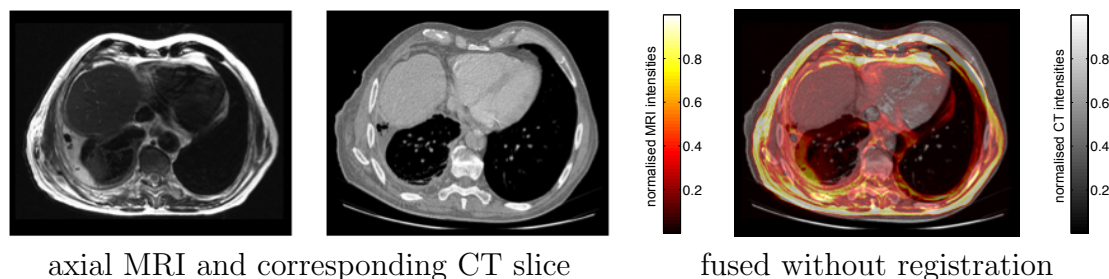 normalised MRI intensities
0.8
0.6
0.4
0.2
normalised CT intensities
0.8
0.6
0.4
0.2
axial MRI and corresponding CT slice
fused without registration